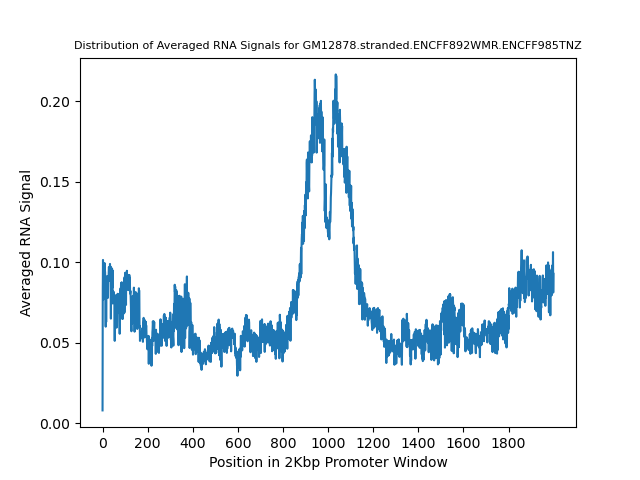 Distribution of Averaged RNA Signals for GM12878.stranded.ENCFF892WMR.ENCFF985TNZ
0.20
0.15
0.10
0.05
0.00
Averaged RNA Signal
0 200 400 600 800 1000 1200 1400 1600 1800
Position in 2Kbp Promoter Window